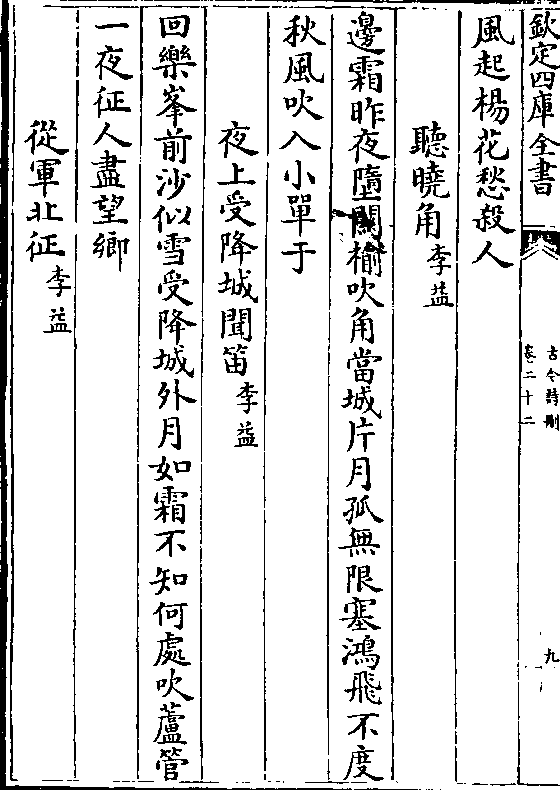 欽定四庫全書
古今詩刪
卷二十二
九
風起楊花愁殺人
聽曉角李益
邊霜昨夜墮關榆吹角當城片月孤無限塞鴻飛不度
秋風吹入小單于
夜上受降城聞笛李益
回樂峯前沙似雪受降城外月如霜不知何處吹蘆管
一夜征人盡望鄉
從軍北征李益